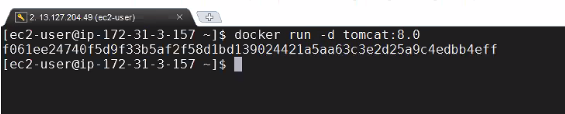 2. 13.127.204.49 (ec2-user)
[ec2-user@ip-172-31-3-157 ~]$ docker run -d tomcat:8.0
f061ee24740f5d9f33b5af2f58d1bd139024421a5aa63c3e2d25a9c4edbb4eff
[ec2-user@ip-172-31-3-157 ~]$